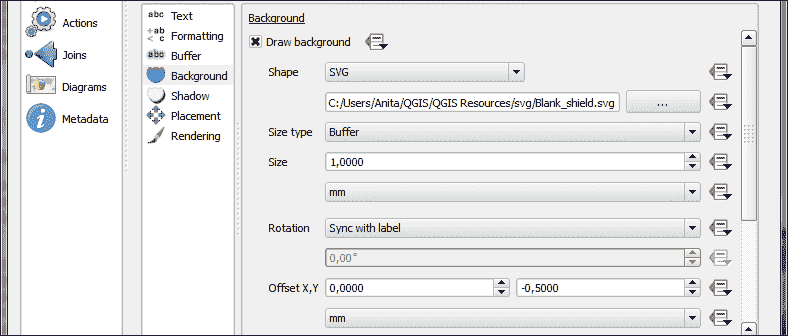 Actions
Joins
Diagrams
Metadata
abc Text
+ab < c Formatting
abc Buffer
Background
Shadow
Placement
Rendering
Background
Draw background
Shape SVG
C:/Users/Anita/QGIS/QGIS Resources/svg/Blank_shield.svg ...
Size type Buffer
Size 1,0000
mm
Rotation Sync with label
0,00°
Offset X,Y 0,0000 -0,5000
mm